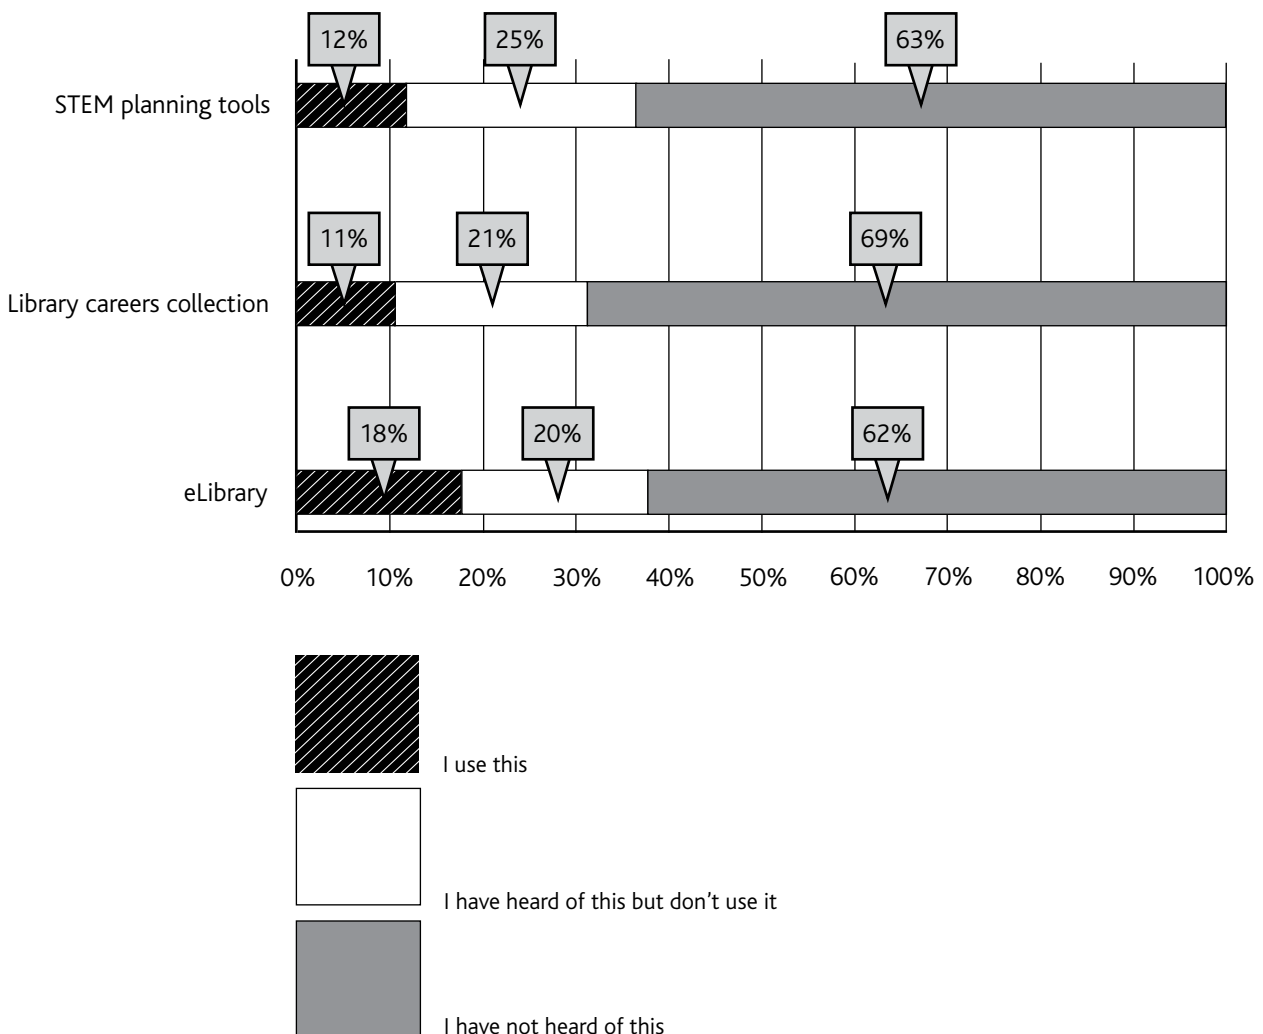 12% 25% 63%
STEM planning tools
11% 21% 69%
Library careers collection
18% 20% 62%
eLibrary
0% 10% 20% 30% 40% 50% 60% 70% 80% 90% 100%
I use this
I have heard of this but don’t use it
I have not heard of this